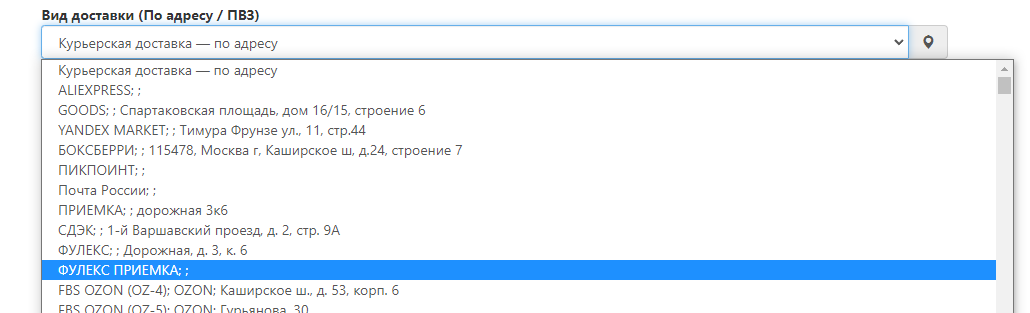 Вид доставки (По адресу / ПВЗ)
Курьерская доставка — по адресу
Курьерская доставка — по адресу
ALIEXPRESS; ;
GOODS; ; Спартаковская площадь, дом 16/15, строение 6
YANDEX MARKET; ; Тимура Фрунзе ул., 11, стр.44
БОКСБЕРРИ; ; 115478, Москва г, Каширское ш, д.24, строение 7
ПИКПОИНТ; ;
Почта России; ;
ПРИЕМКА; ; дорожная 3к6
СДЭК; ; 1-й Варшавский проезд, д. 2, стр. 9А
ФУЛЕКС; ; Дорожная, д. 3, к. 6
ФУЛЕКС ПРИЕМКА; ;
FBS OZON (OZ-4); OZON; Каширское ш., д. 53, корп. 6
FBS OZON (OZ-5); OZON; Гурьянова, 30